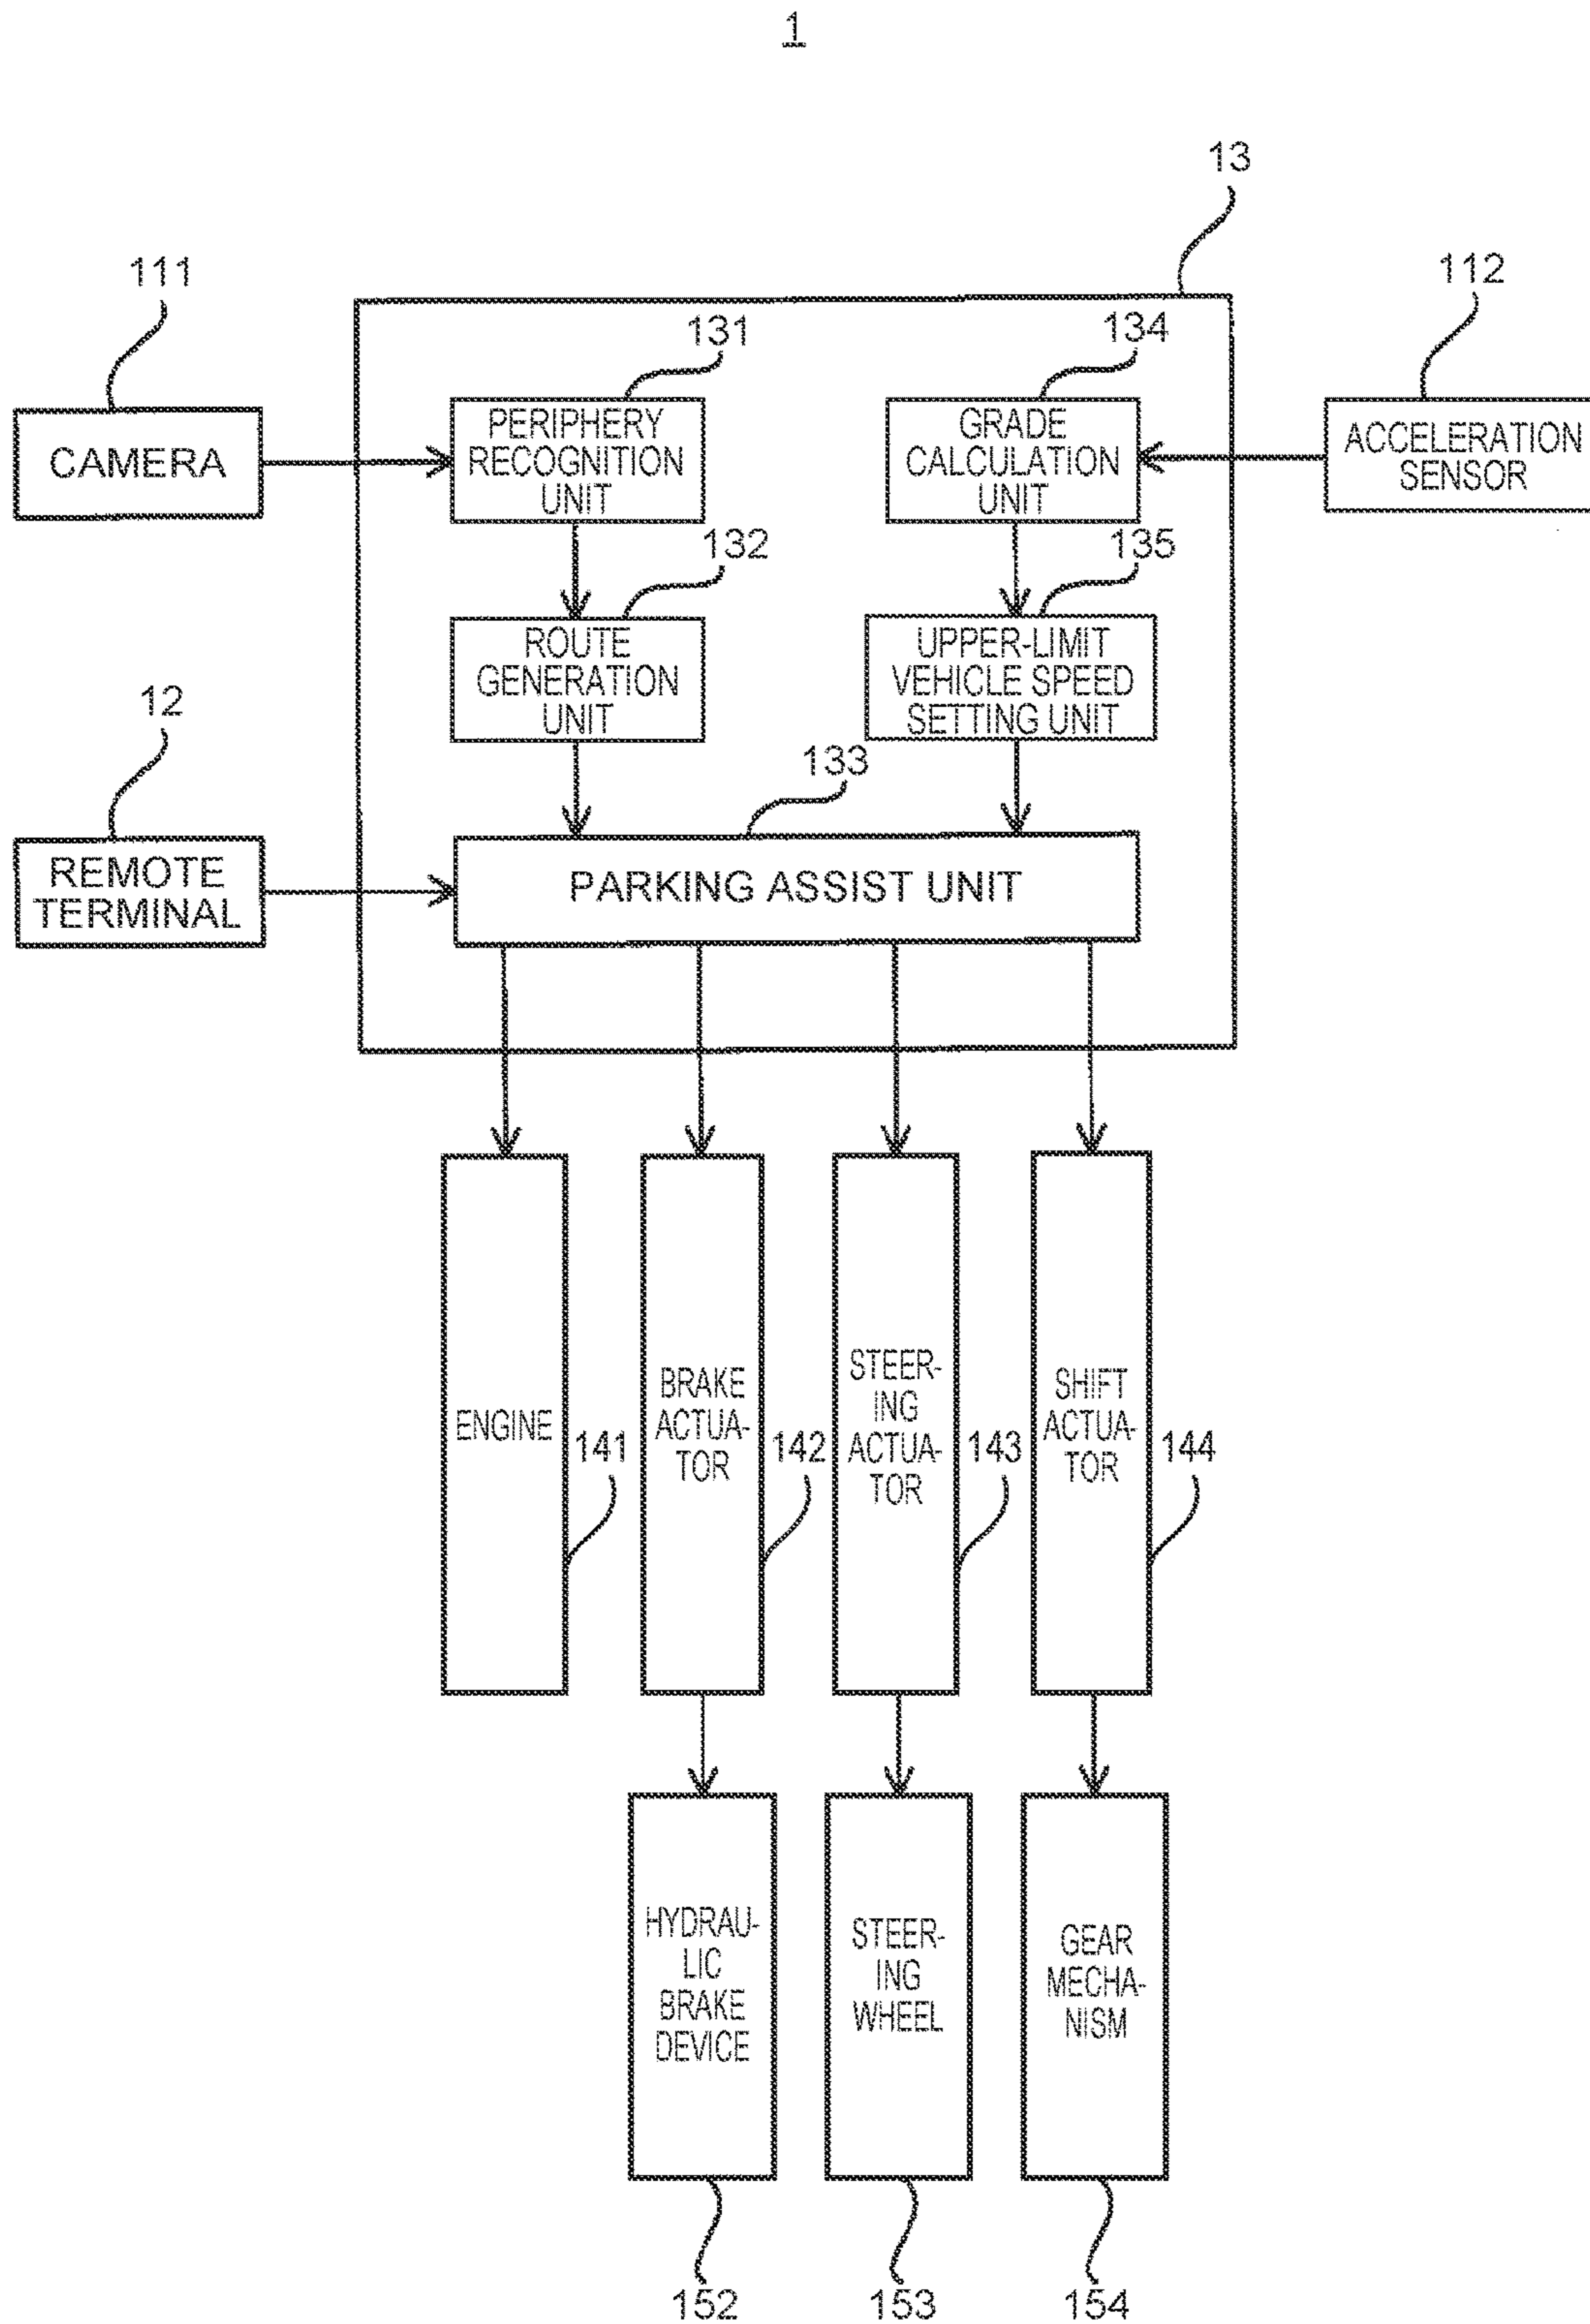 1
13
111
112
131
134
CAMERA
PERIPHERY
RECOGNITION
UNIT
GRADE
CALCULATION
UNIT
ACCELERATION
SENSOR
132
135
ROUTE
GENERATION
UNIT
UPPER-LIMIT
VEHICLE SPEED
SETTING UNIT
12
133
REMOTE
TERMINAL
PARKING ASSIST UNIT
ENGINE
141
BRAKE
ACTUA-
TOR
142
STEER-
ING
ACTUA-
TOR
143
SHIFT
ACTUA-
TOR
144
HYDRAU-
LIC
BRAKE
DEVICE
STEER-
ING
WHEEL
GEAR
MECHA-
NISM
152
153
154